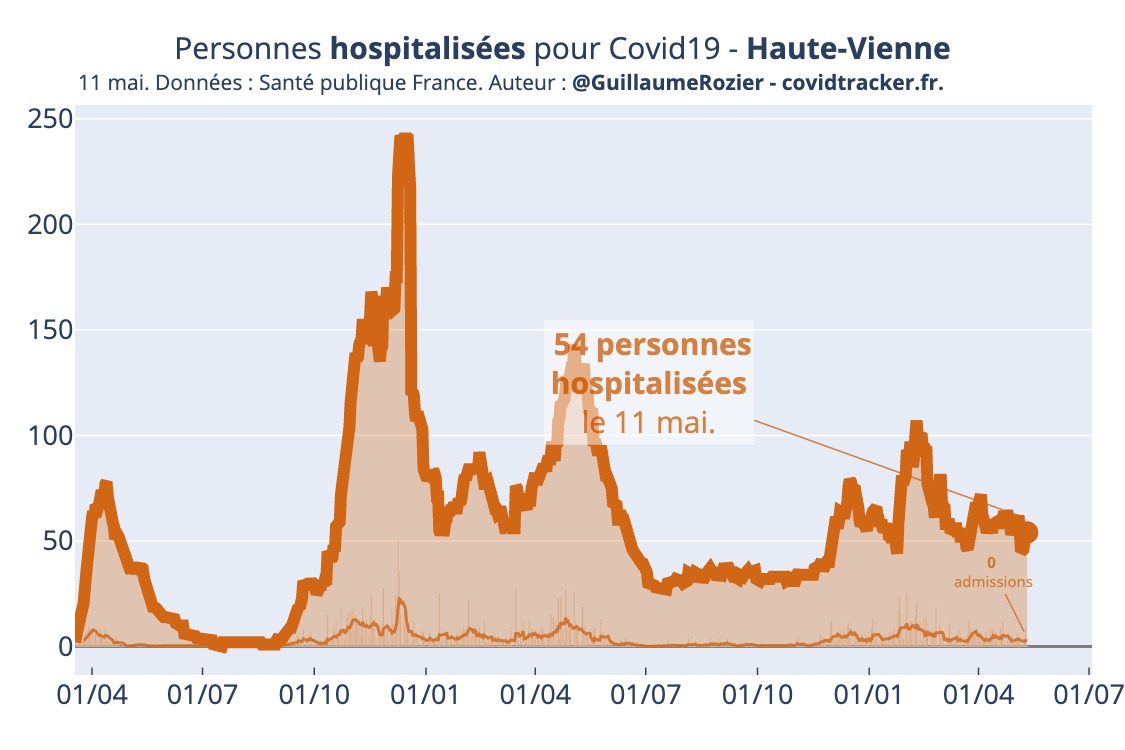 Personnes hospitalisées pour Covid19 - Haute-Vienne
11 mai. Données : Santé publique France. Auteur : @GuillaumeRozier - covidtracker.fr.
250
200
150
100
50
0
54 personnes
hospitalisées
le 11 mai.
0
admissions
01/04 01/07 01/10 01/01 01/04 01/07 01/10 01/01 01/04 01/07